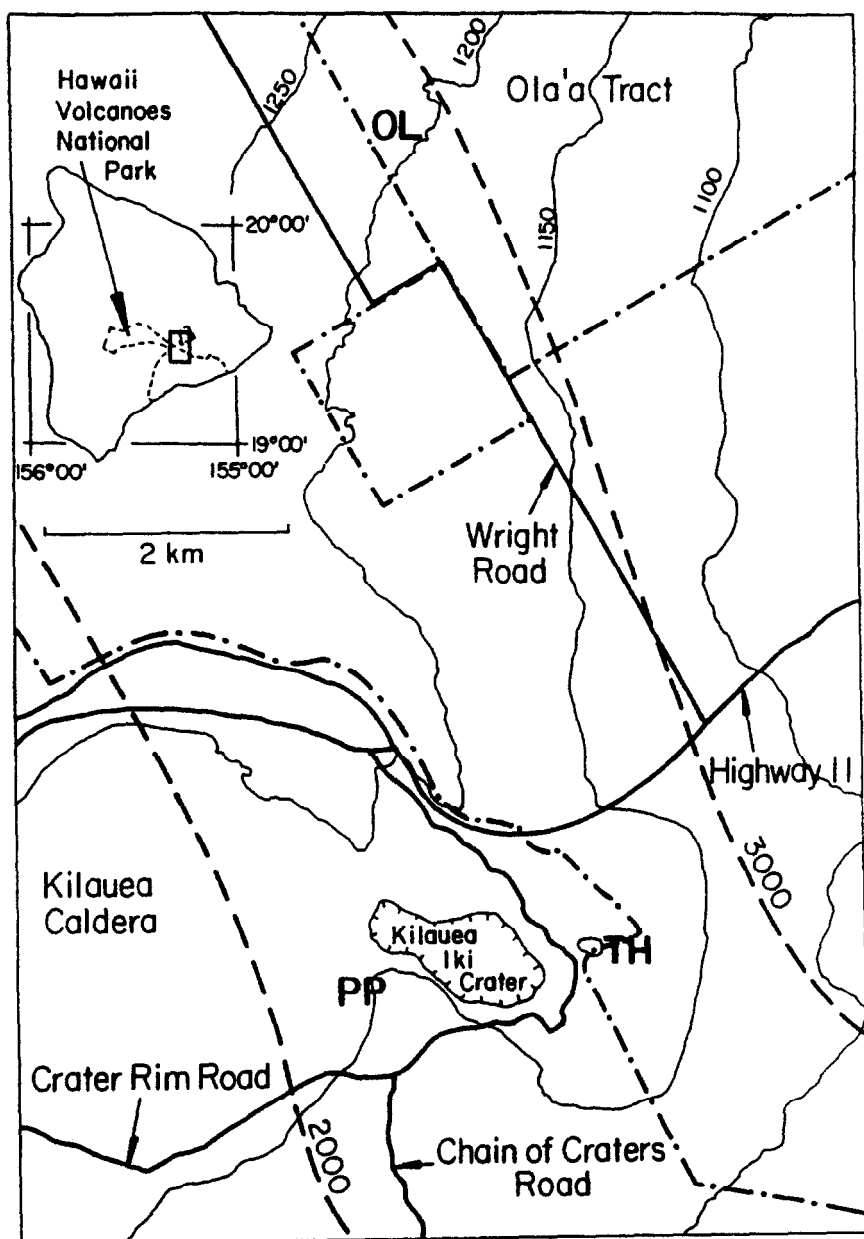 Hawaii
Volcanoes
National
Park
1250
1200
Ola'a Tract
OL
1150
1100
20°00'
19°00'
156°00'
155°00'
2 km
Wright
Road
Highway 11
3000
Kilauea
Caldera
Kilauea
Iki
Crater
TH
PP
Crater Rim Road
2000
Chain of Craters
Road